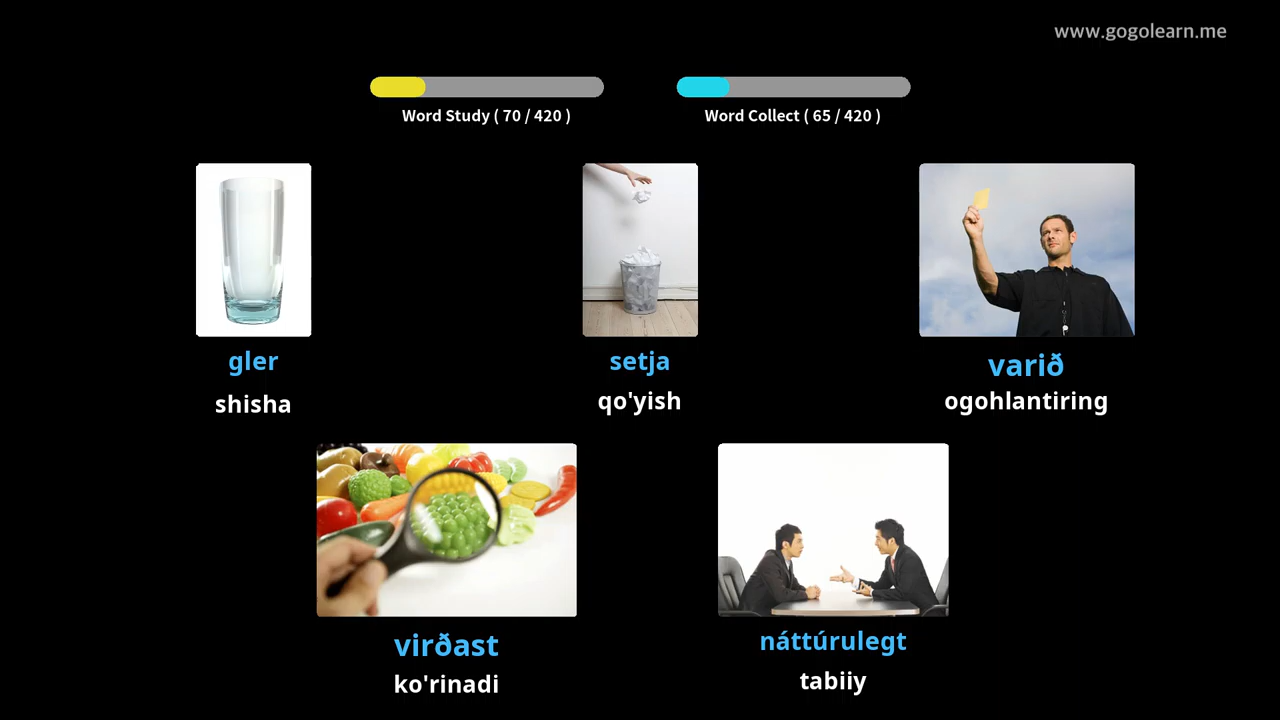 www.gogolearn.me
Word Study ( 70 / 420 )
Word Collect ( 65 / 420 )
gler
setja
varið
shisha
qo'yish
ogohlantiring
virðast
náttúrulegt
ko'rinadi
tabiiy